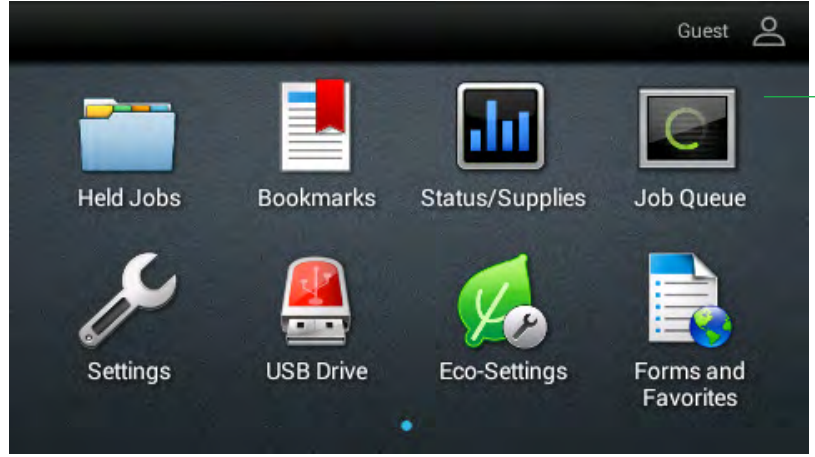 Guest
Held Jobs
Bookmarks
Status/Supplies
Job Queue
Settings
USB Drive
Eco-Settings
Forms and
Favorites